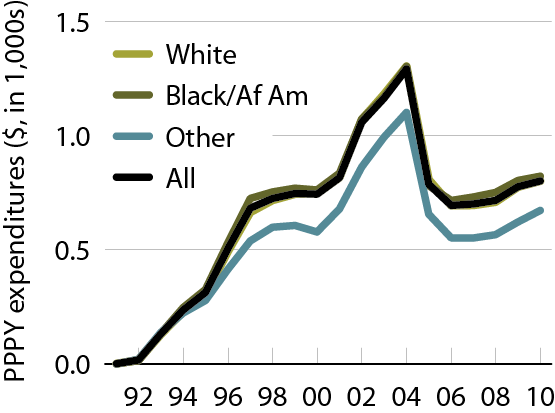 PPPY expenditures ($, in 1,000s)
1.5
White
Black/Af Am
1.0
Other
All
0.5
0.0
92 94 96 98 00 02 04 06 08 10